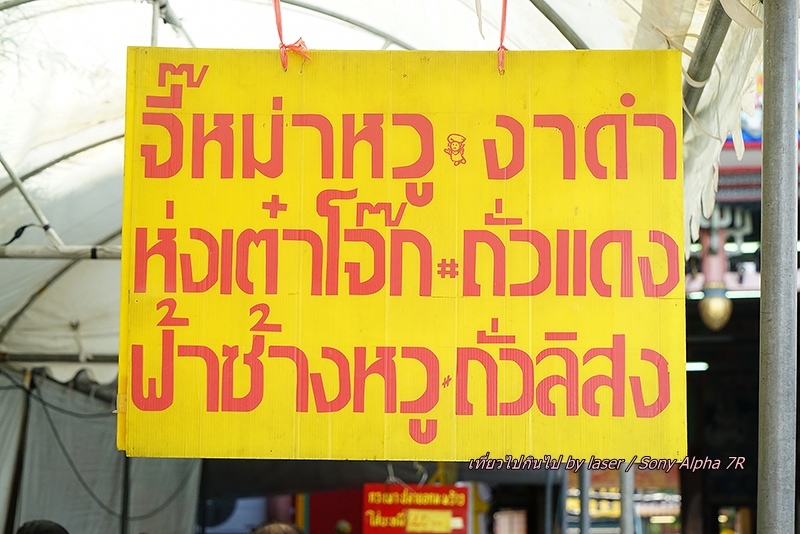 จี๊หม่าหวู งาดำ
ห่งเต๋าโจ๊ก # ถั่วแดง
ฟ้าซ้างหวู # ถั่วลิสง
เที่ยวไปกินไป by laser / Sony Alpha 7R